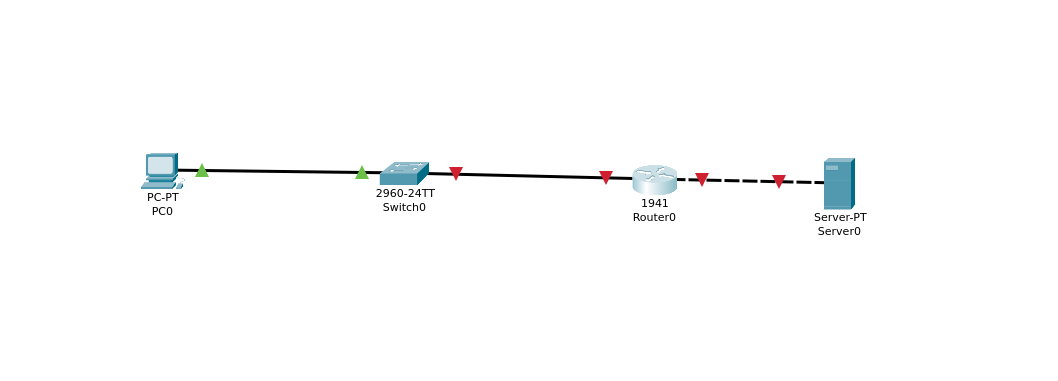 PC-PT
PC0
2960-24TT
Switch0
1941
Router0
Server-PT
Server0